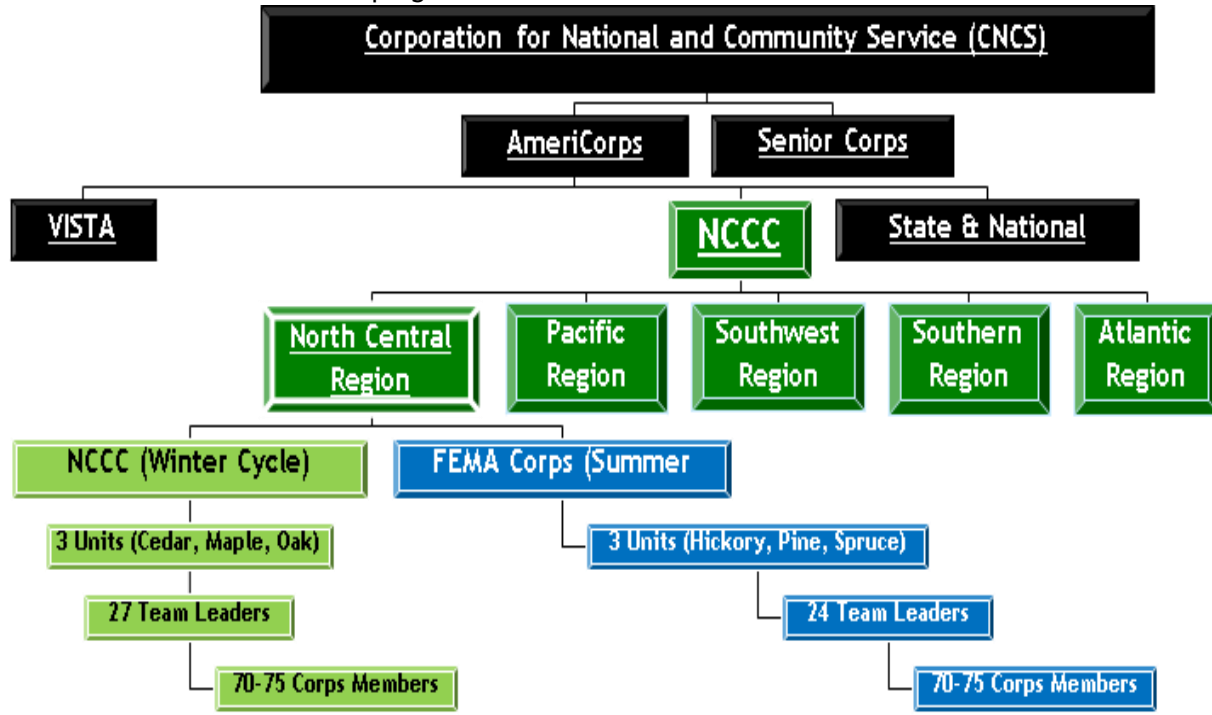 Corporation for National and Community Service (CNCS)
AmeriCorps
Senior Corps
VISTA
NCCC
State & National
North Central
Region
Pacific
Region
Southwest
Region
Southern
Region
Atlantic
Region
NCCC (Winter Cycle)
FEMA Corps (Summer
3 Units (Cedar, Maple, Oak)
3 Units (Hickory, Pine, Spruce)
27 Team Leaders
24 Team Leaders
70-75 Corps Members
70-75 Corps Members